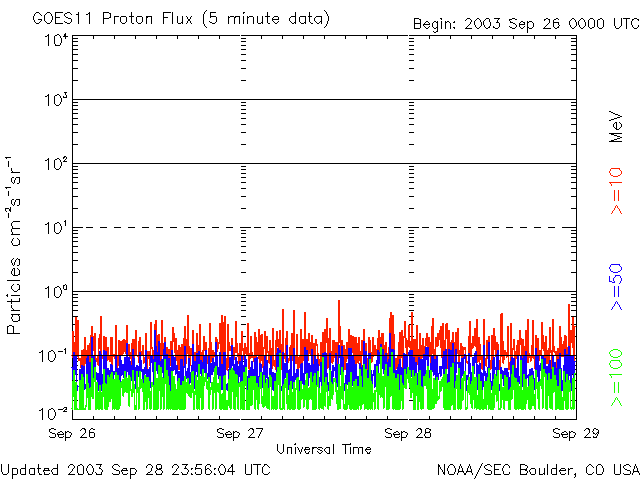 GOES11 Proton Flux (5 minute data)
Begin: 2003 Sep 26 0000 UTC
Particles cm⁻²s⁻¹sr⁻¹
10⁴
10³
10²
10¹
10⁰
10⁻¹
10⁻²
Sep 26 Sep 27 Sep 28 Sep 29
Universal Time
MeV
>=10
>=50
>=100
Updated 2003 Sep 28 23:56:04 UTC
NOAA/SEC Boulder, CO USA